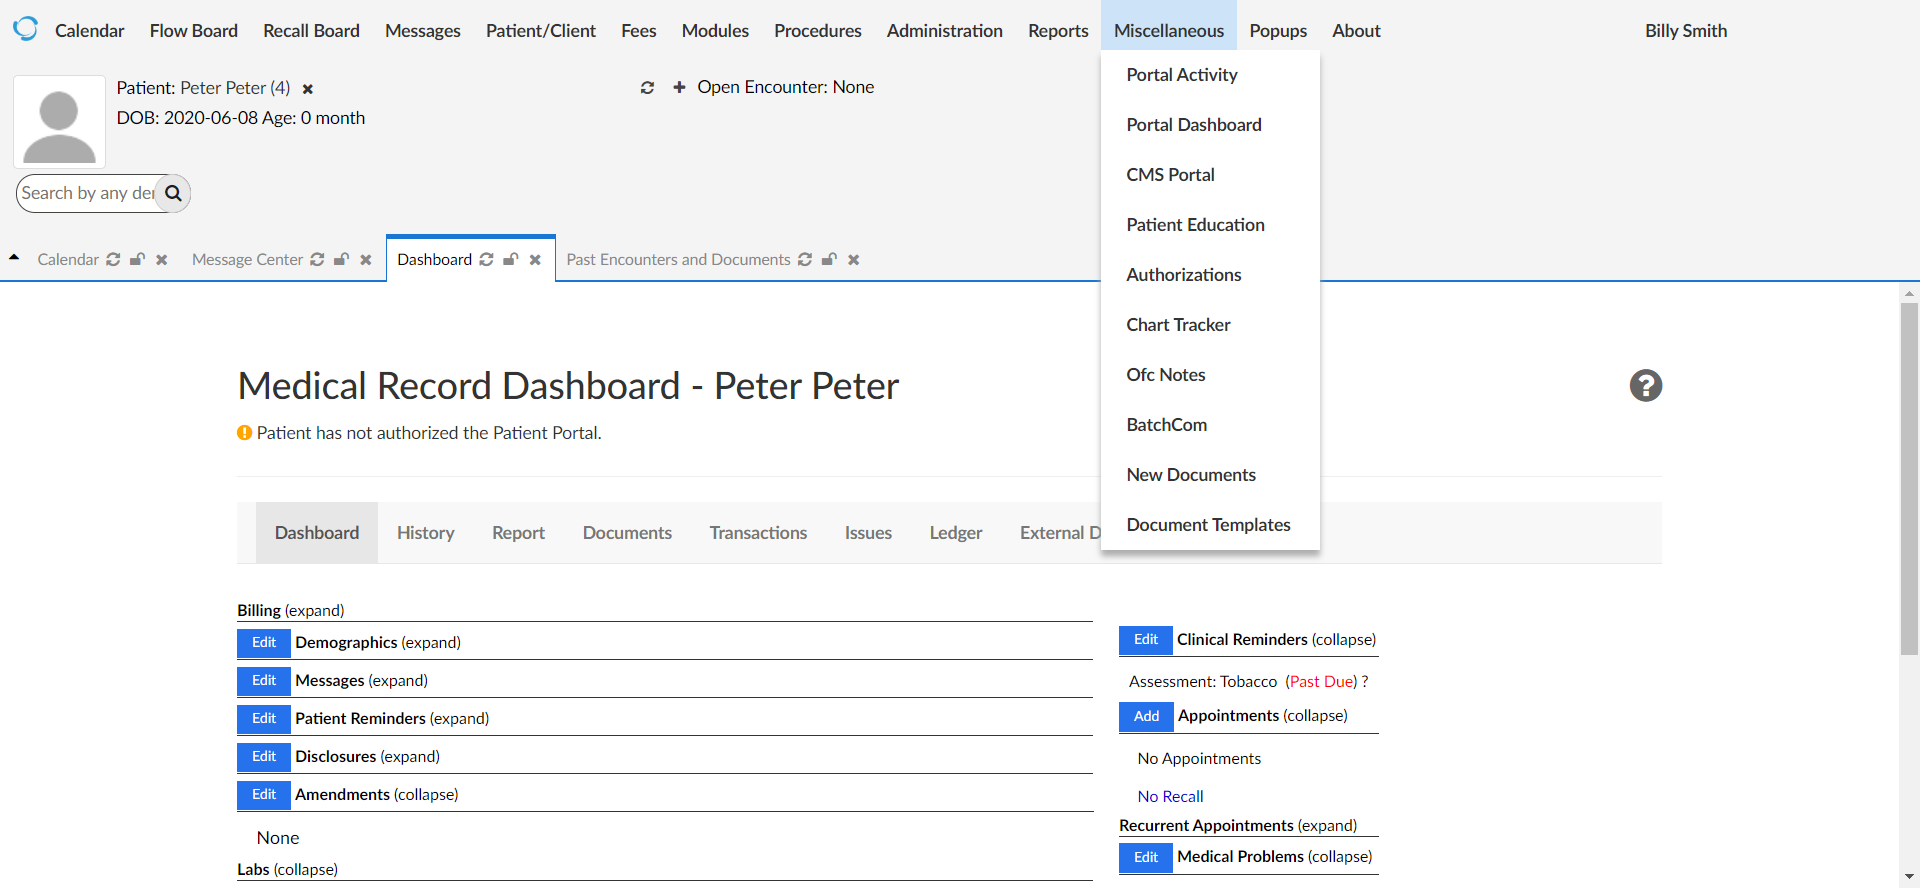 Calendar Flow Board Recall Board Messages Patient/Client Fees Modules Procedures Administration Reports Miscellaneous Popups About Billy Smith
Patient: Peter Peter (4)
DOB: 2020-06-08 Age: 0 month
Open Encounter: None
Search by any der
Portal Activity
Portal Dashboard
CMS Portal
Patient Education
Authorizations
Chart Tracker
Ofc Notes
BatchCom
New Documents
Document Templates
Calendar Message Center Dashboard Past Encounters and Documents
Medical Record Dashboard - Peter Peter
Patient has not authorized the Patient Portal.
Dashboard History Report Documents Transactions Issues Ledger External D
Billing (expand)
Edit Demographics (expand)
Edit Messages (expand)
Edit Patient Reminders (expand)
Edit Disclosures (expand)
Edit Amendments (collapse)
None
Labs (collapse)
Edit Clinical Reminders (collapse)
Assessment: Tobacco (Past Due) ?
Add Appointments (collapse)
No Appointments
No Recall
Recurrent Appointments (expand)
Edit Medical Problems (collapse)